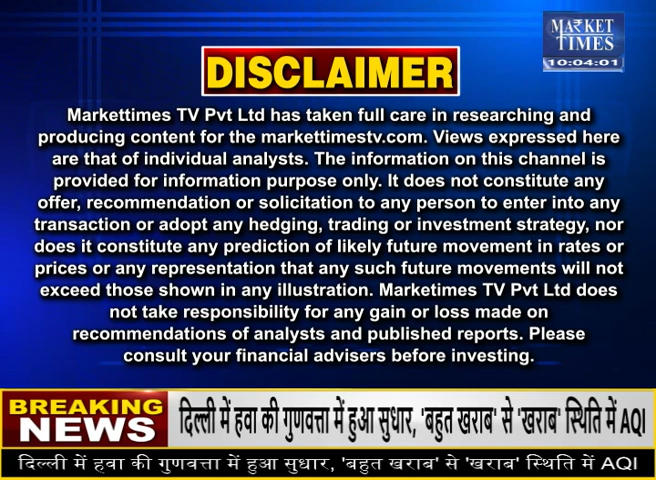 MARKET
TIMES
10:04:01
DISCLAIMER
Markettimes TV Pvt Ltd has taken full care in researching and
producing content for the markettimestv.com. Views expressed here
are that of individual analysts. The information on this channel is
provided for information purpose only. It does not constitute any
offer, recommendation or solicitation to any person to enter into any
transaction or adopt any hedging, trading or investment strategy, nor
does it constitute any prediction of likely future movement in rates or
prices or any representation that any such future movements will not
exceed those shown in any illustration. Marketimes TV Pvt Ltd does
not take responsibility for any gain or loss made on
recommendations of analysts and published reports. Please
consult your financial advisers before investing.
BREAKING
NEWS
दिल्ली में हवा की गुणवत्ता में हुआ सुधार, 'बहुत खराब' से 'खराब' स्थिति में AQI
दिल्ली में हवा की गुणवत्ता में हुआ सुधार, 'बहुत खराब' से 'खराब' स्थिति में AQI